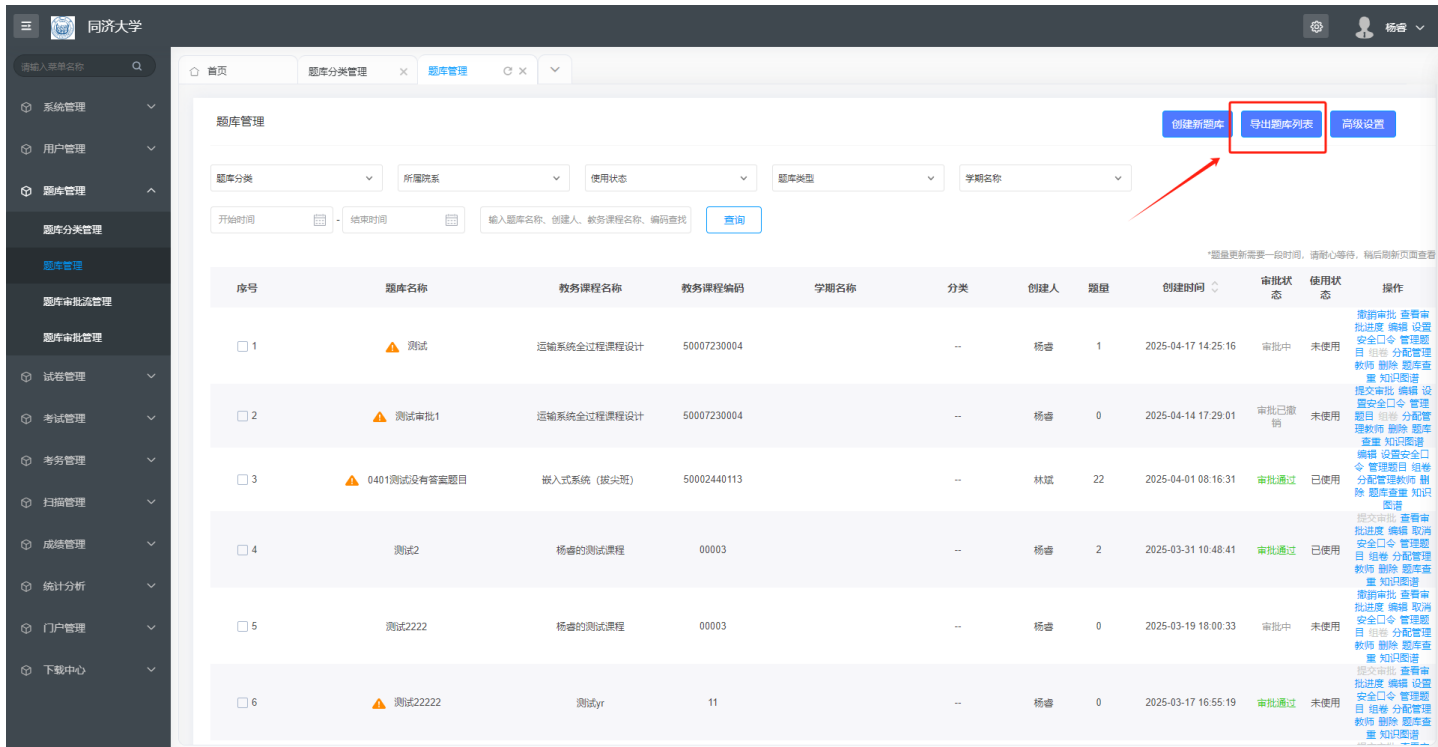 同济大学
杨睿
请输入菜单名称
首页
题库分类管理
题库管理
系统管理
用户管理
题库管理
题库分类管理
题库管理
题库审批流管理
题库审批管理
试卷管理
考试管理
考务管理
扫描管理
成绩管理
统计分析
门户管理
下载中心
题库管理
创建新题库 导出题库列表 高级设置
题库分类 所属院系 使用状态 题库类型 学期名称
开始时间 - 结束时间 输入题库名称、创建人、教务课程名称、编码查找 查询
*题量更新需要一段时间，请耐心等待，稍后刷新页面查看
序号 题库名称 教务课程名称 教务课程编码 学期名称 分类 创建人 题量 创建时间 审批状态 使用状态 操作
1 测试 运输系统全过程课程设计 50007230004 -- 杨睿 1 2025-04-17 14:25:16 审批中 未使用
撤销审批 查看审
批进度 编辑 设置
安全口令 管理题
目 组卷 分配管理
教师 删除 题库查
重 知识图谱
2 测试审批1 运输系统全过程课程设计 50007230004 -- 杨睿 0 2025-04-14 17:29:01 审批已撤销 未使用
提交审批 编辑 设
置安全口令 管理
题目 组卷 分配管
理教师 删除 题库
查重 知识图谱
3 0401测试没有答案题目 嵌入式系统（拔尖班） 50002440113 -- 林斌 22 2025-04-01 08:16:31 审批通过 已使用
编辑 设置安全口
令 管理题目 组卷
分配管理教师 删
除 题库查重 知识
图谱
4 测试2 杨睿的测试课程 00003 -- 杨睿 2 2025-03-31 10:48:41 审批通过 已使用
提交审批 查看审
批进度 编辑 取消
安全口令 管理题
目 组卷 分配管理
教师 删除 题库查
重 知识图谱
5 测试2222 杨睿的测试课程 00003 -- 杨睿 0 2025-03-19 18:00:33 审批中 未使用
撤销审批 查看审
批进度 编辑 取消
安全口令 管理题
目 组卷 分配管理
教师 删除 题库查
重 知识图谱
6 测试22222 测试yr 11 -- 杨睿 0 2025-03-17 16:55:19 审批通过 未使用
提交审批 查看审
批进度 编辑 设置
安全口令 管理题
目 组卷 分配管理
教师 删除 题库查
重 知识图谱